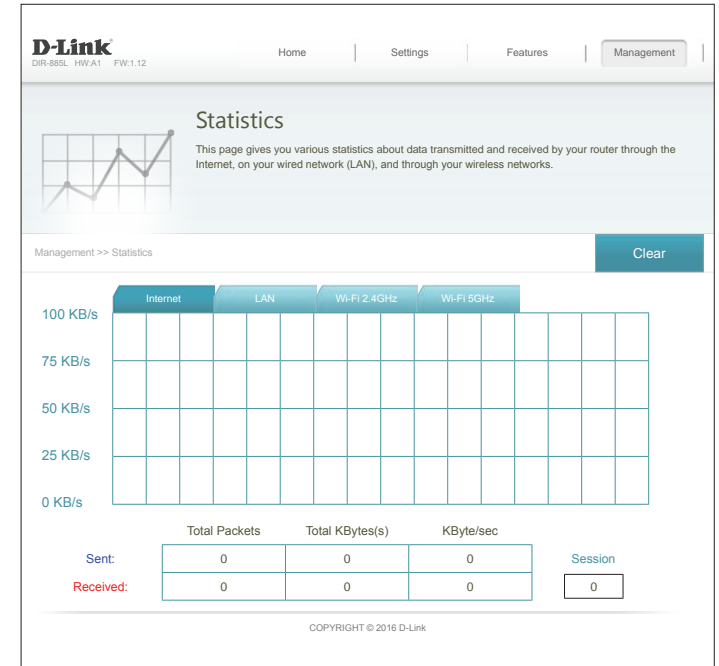 D-Link
DIR-885L HW:A1 FW:1.12
Home Settings Features Management
Statistics
This page gives you various statistics about data transmitted and received by your router through the
Internet, on your wired network (LAN), and through your wireless networks.
Management >> Statistics
Clear
Internet LAN Wi-Fi 2.4GHz Wi-Fi 5GHz
100 KB/s
75 KB/s
50 KB/s
25 KB/s
0 KB/s
Total Packets Total KBytes(s) KByte/sec
Sent: 0 0 0 Session
Received: 0 0 0 0
COPYRIGHT © 2016 D-Link